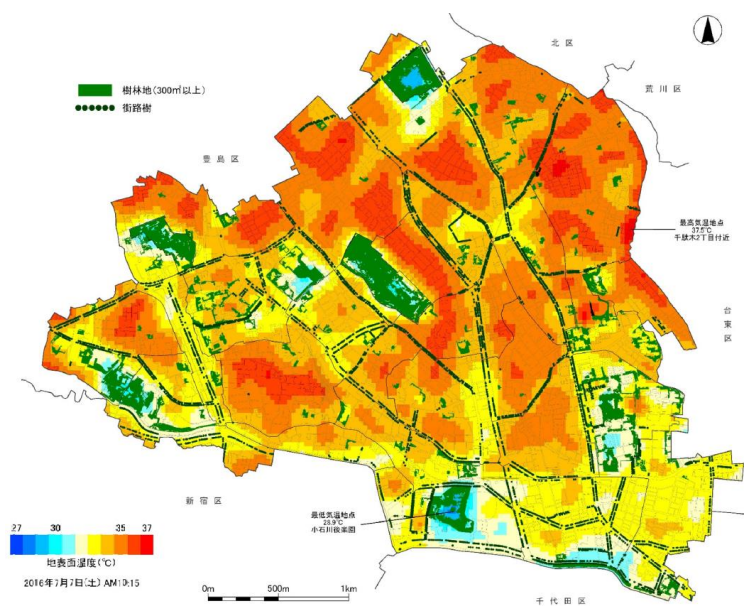 北区
荒川区
樹林地(300㎡以上)
街路樹
豊島区
最高気温地点
37.5℃
千駄木2丁目付近
台東区
新宿区
最低気温地点
28.9℃
小石川後楽園
27 30 35 37
地表面温度(℃)
2016年7月7日(土) AM10:15
0m 500m 1km
千代田区